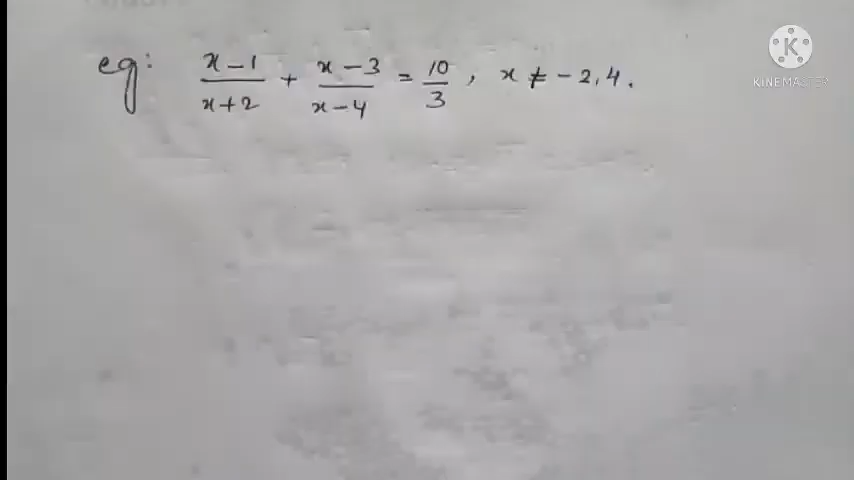 eg: x-1/x+2 + x-3/x-4 = 10/3, x ≠ -2, 4.
KINEMASTER